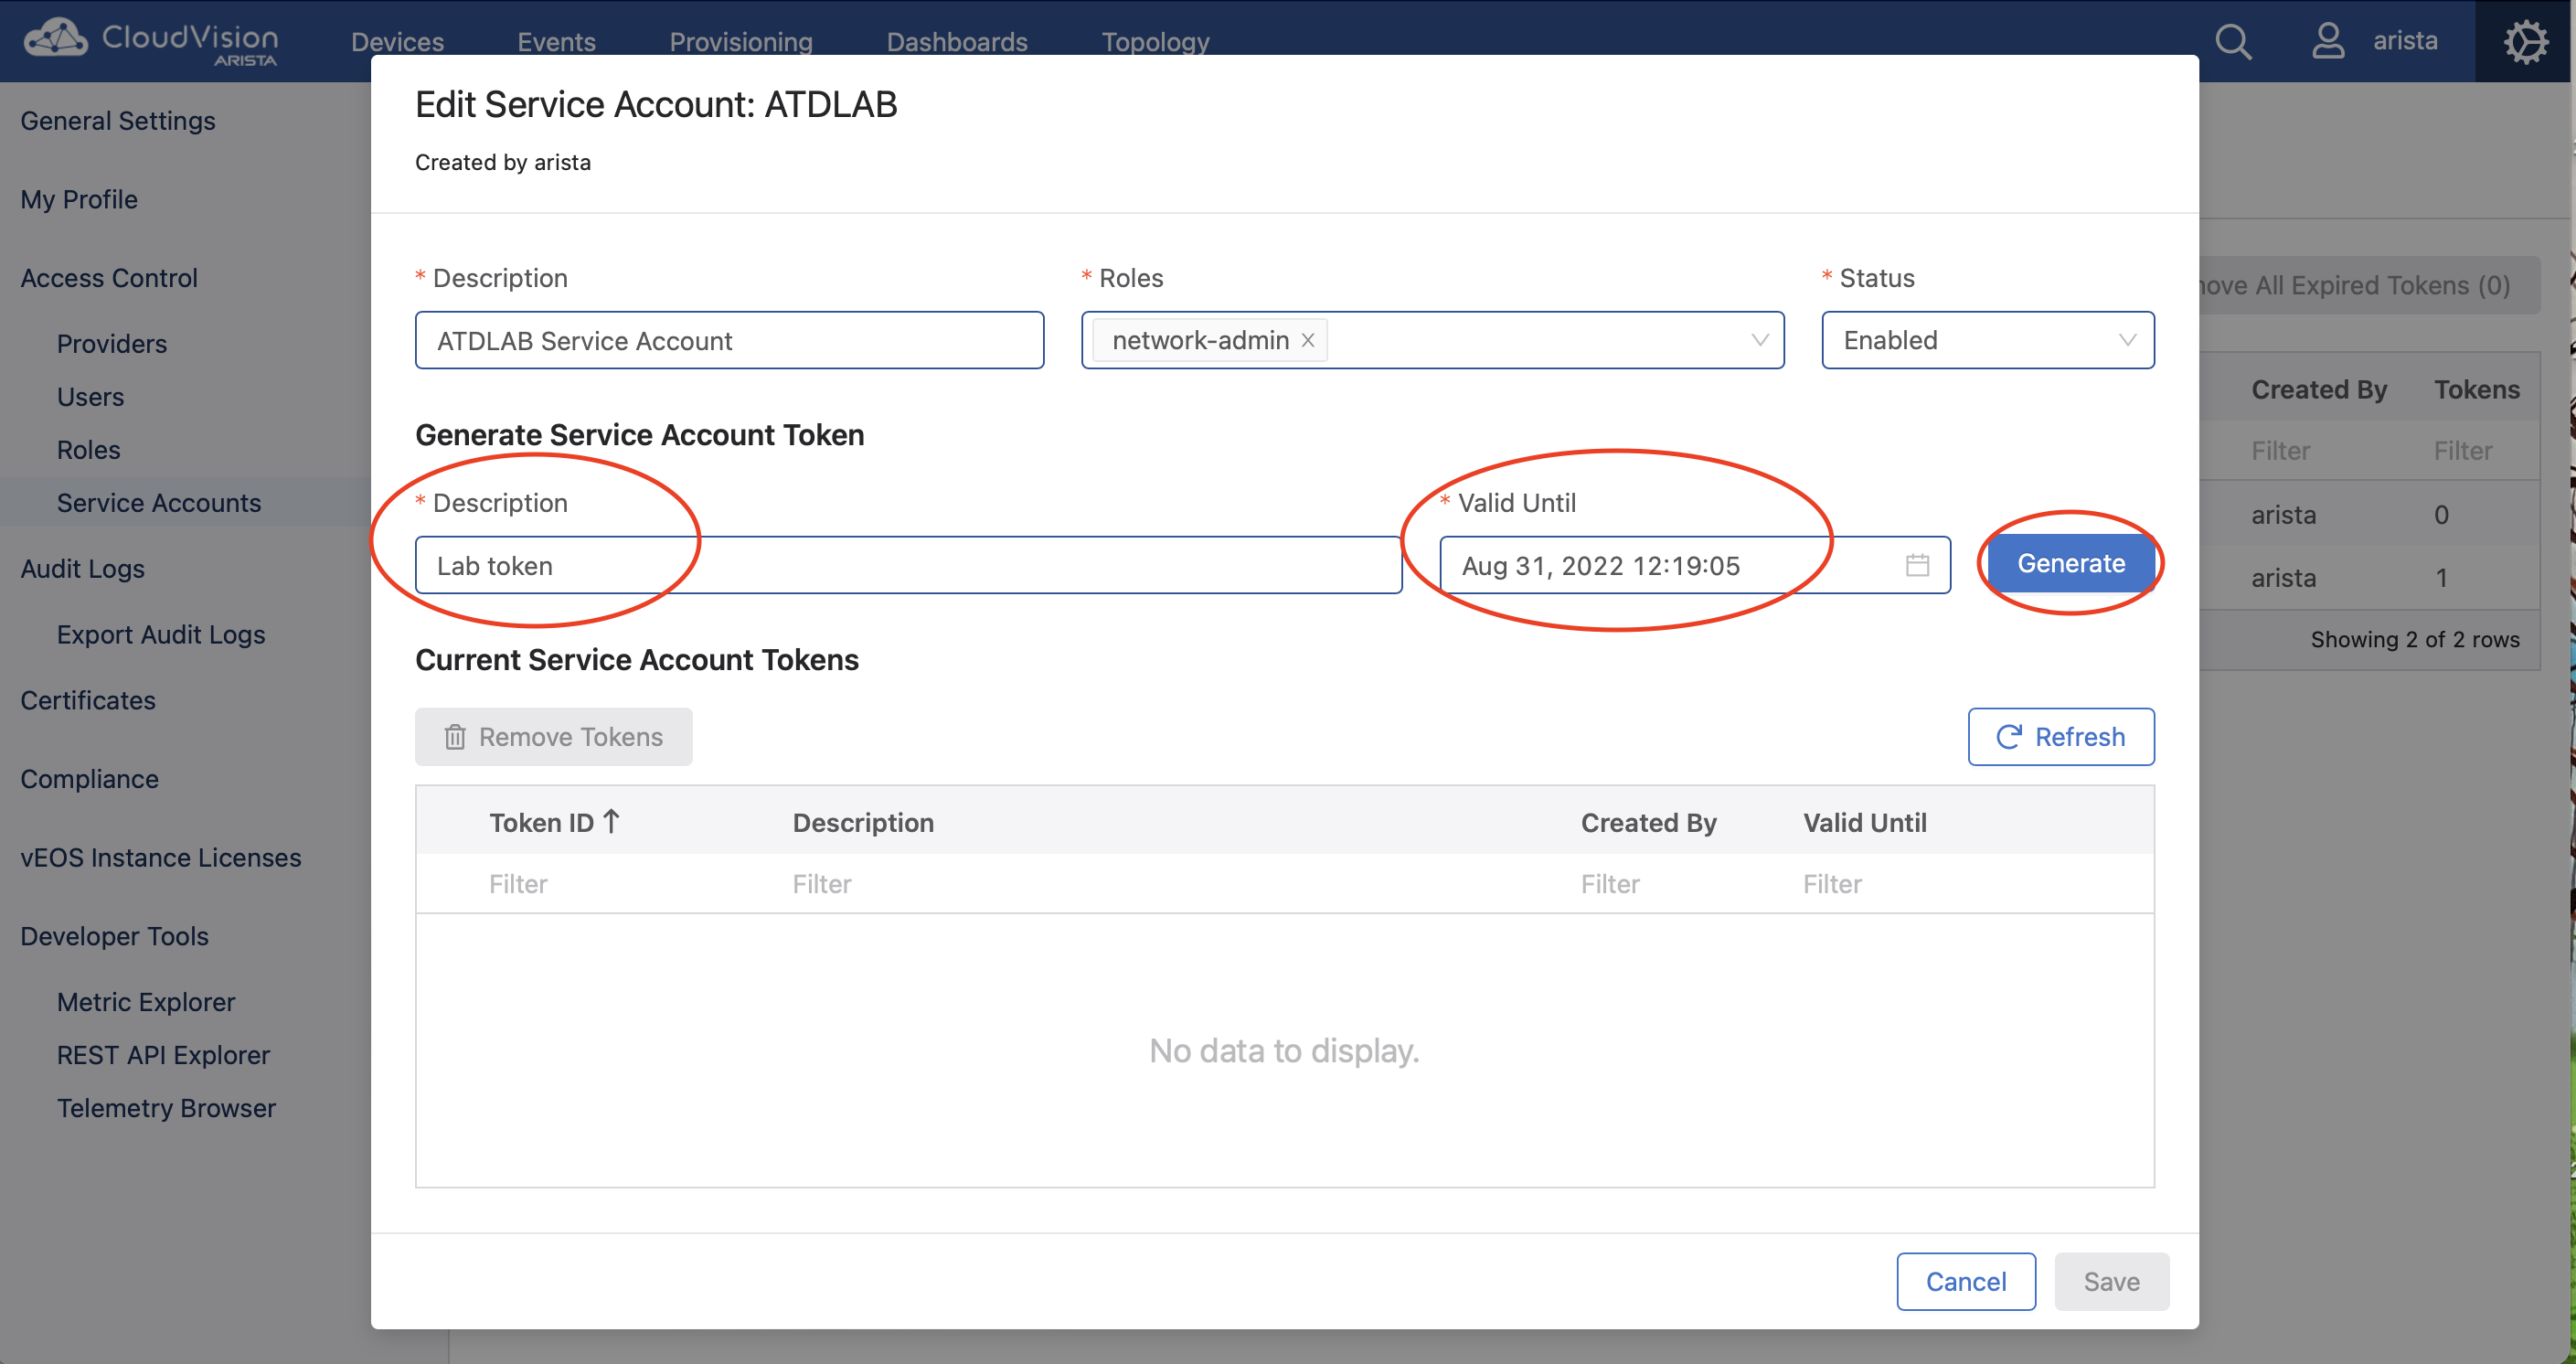 CloudVision
ARISTA
Devices Events Provisioning Dashboards Topology
arista
General Settings
My Profile
Access Control
Providers
Users
Roles
Service Accounts
Audit Logs
Export Audit Logs
Certificates
Compliance
vEOS Instance Licenses
Developer Tools
Metric Explorer
REST API Explorer
Telemetry Browser
Edit Service Account: ATDLAB
Created by arista
* Description * Roles * Status
ATDLAB Service Account network-admin Enabled
Generate Service Account Token
* Description * Valid Until
Lab token Aug 31, 2022 12:19:05 Generate
Current Service Account Tokens
Remove Tokens Refresh
Token ID Description Created By Valid Until
Filter Filter Filter Filter
No data to display.
Cancel Save
All Expired Tokens (0)
Created By Tokens
Filter Filter
arista 0
arista 1
Showing 2 of 2 rows